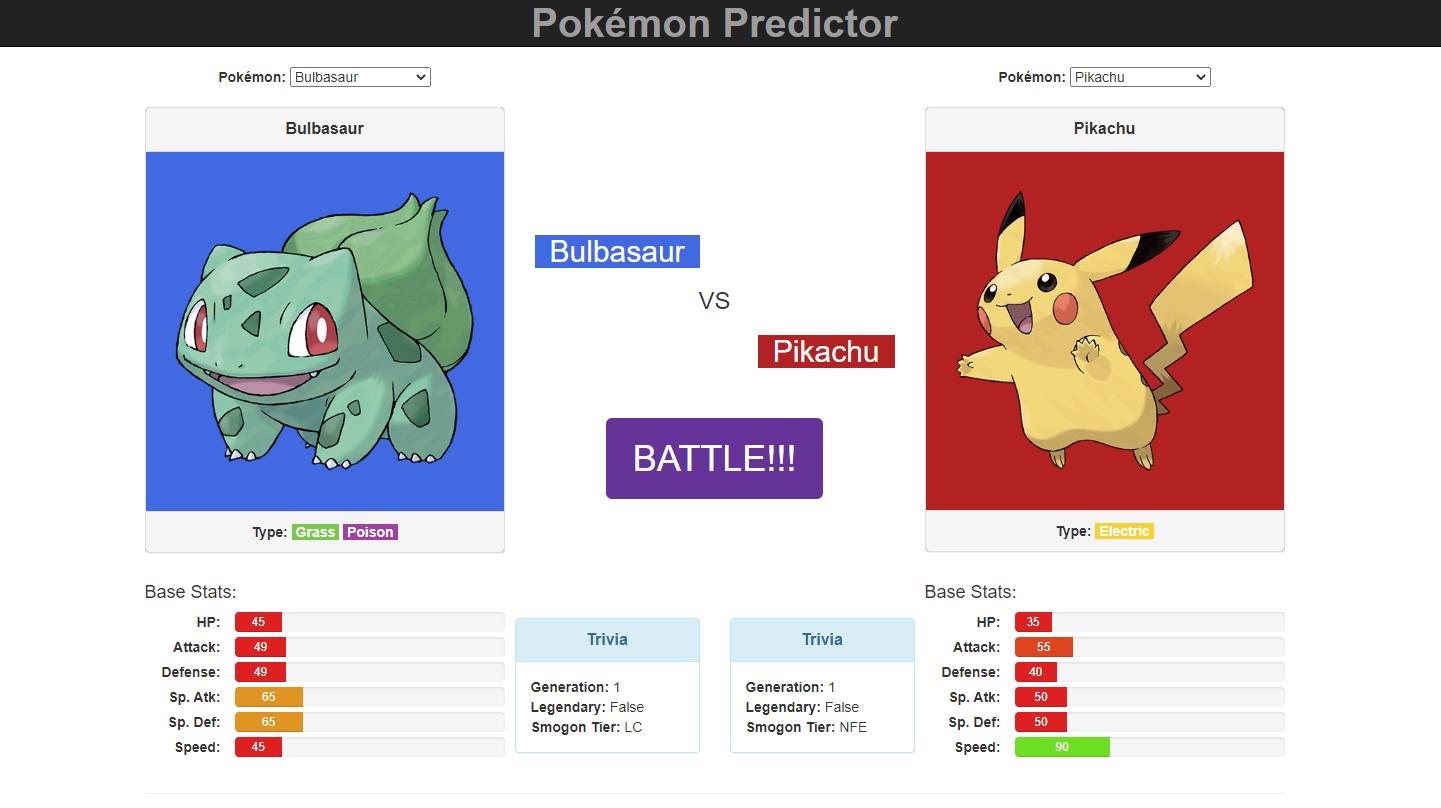 Pokémon Predictor
Pokémon: Bulbasaur
Pokémon: Pikachu
Bulbasaur
Pikachu
Bulbasaur
VS
Pikachu
BATTLE!!!
Type: Grass Poison
Type: Electric
Base Stats:
HP: 45
Attack: 49
Defense: 49
Sp. Atk: 65
Sp. Def: 65
Speed: 45
Trivia
Generation: 1
Legendary: False
Smogon Tier: LC
Trivia
Generation: 1
Legendary: False
Smogon Tier: NFE
Base Stats:
HP: 35
Attack: 55
Defense: 40
Sp. Atk: 50
Sp. Def: 50
Speed: 90